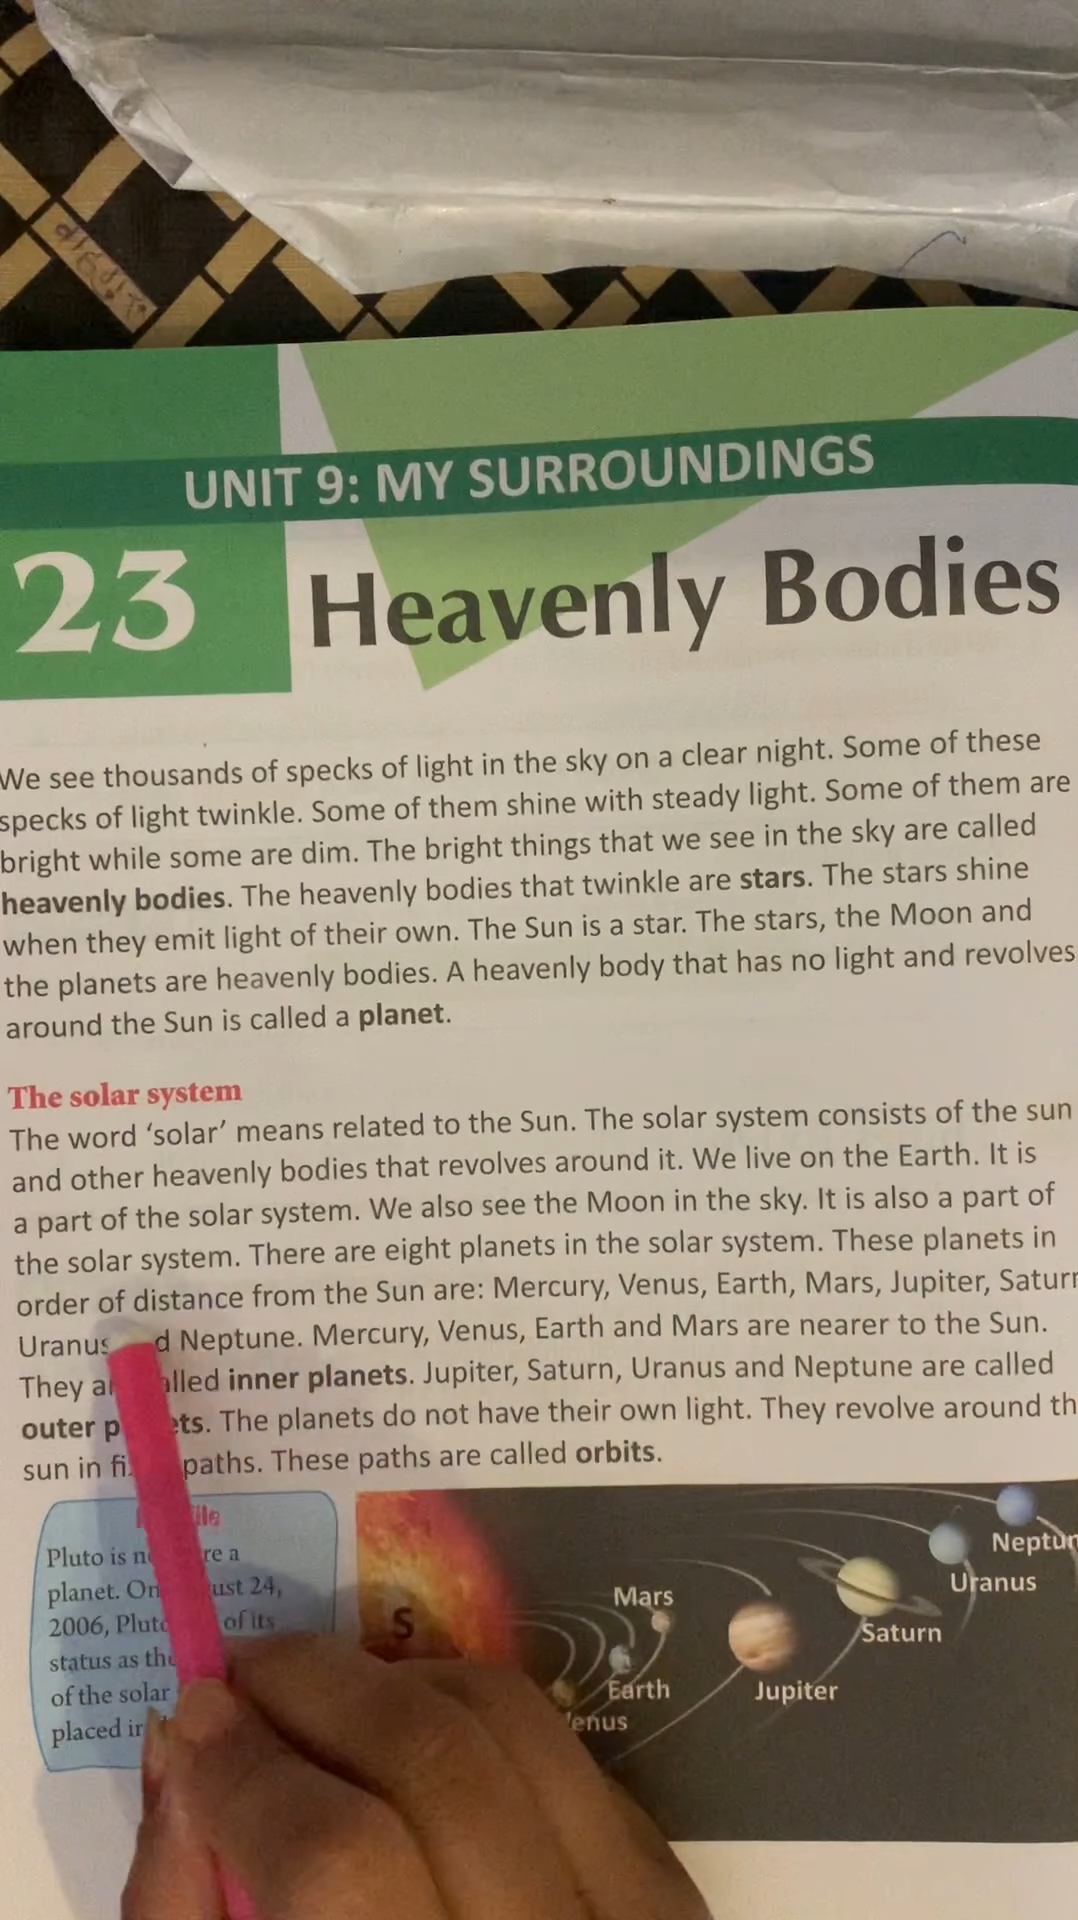 UNIT 9: MY SURROUNDINGS
23 Heavenly Bodies
We see thousands of specks of light in the sky on a clear night. Some of these
specks of light twinkle. Some of them shine with steady light. Some of them are
bright while some are dim. The bright things that we see in the sky are called
heavenly bodies. The heavenly bodies that twinkle are stars. The stars shine
when they emit light of their own. The Sun is a star. The stars, the Moon and
the planets are heavenly bodies. A heavenly body that has no light and revolves
around the Sun is called a planet.
The solar system
The word ‘solar’ means related to the Sun. The solar system consists of the sun
and other heavenly bodies that revolves around it. We live on the Earth. It is
a part of the solar system. We also see the Moon in the sky. It is also a part of
the solar system. There are eight planets in the solar system. These planets in
order of distance from the Sun are: Mercury, Venus, Earth, Mars, Jupiter, Saturn
Uranus Neptune. Mercury, Venus, Earth and Mars are nearer to the Sun.
They inner planets. Jupiter, Saturn, Uranus and Neptune are called
outer The planets do not have their own light. They revolve around
sun in paths. These paths are called orbits.
Pluto is a
planet. On 24,
2006, of its
status as
of the solar
placed
S
Mars
Earth
Venus
Jupiter
Saturn
Uranus
Neptun